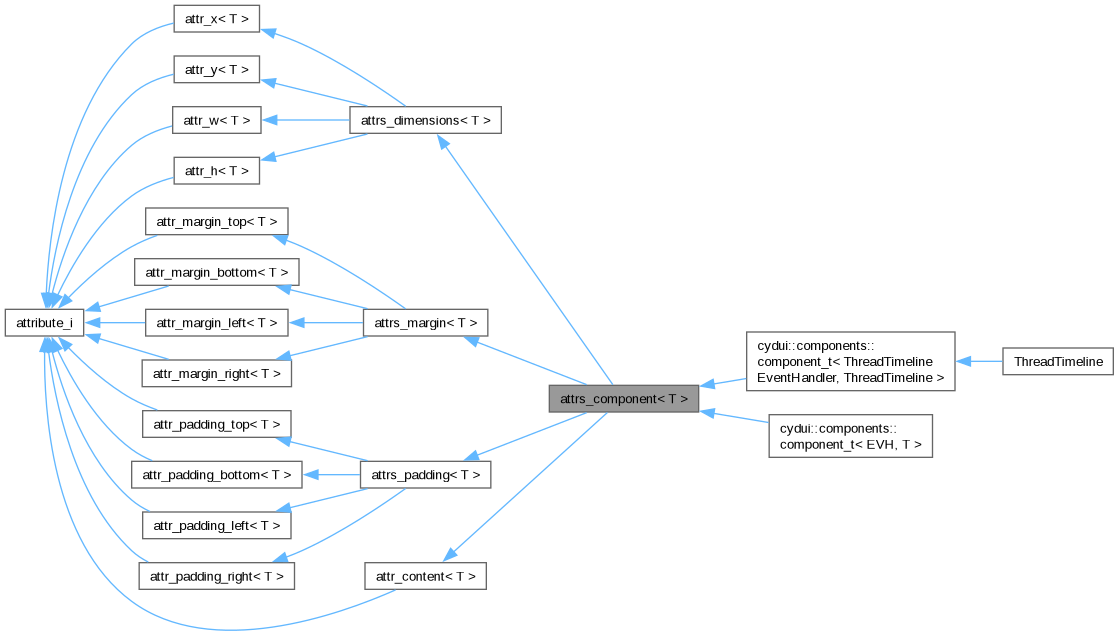 attr_x< T >
attr_y< T >
attr_w< T >
attrs_dimensions< T >
attr_h< T >
attr_margin_top< T >
attr_margin_bottom< T >
attribute_i
attr_margin_left< T >
attrs_margin< T >
attr_margin_right< T >
cydui::components::
component_t< ThreadTimeline
EventHandler, ThreadTimeline >
ThreadTimeline
attrs_component< T >
attr_padding_top< T >
cydui::components::
component_t< EVH, T >
attr_padding_bottom< T >
attrs_padding< T >
attr_padding_left< T >
attr_padding_right< T >
attr_content< T >